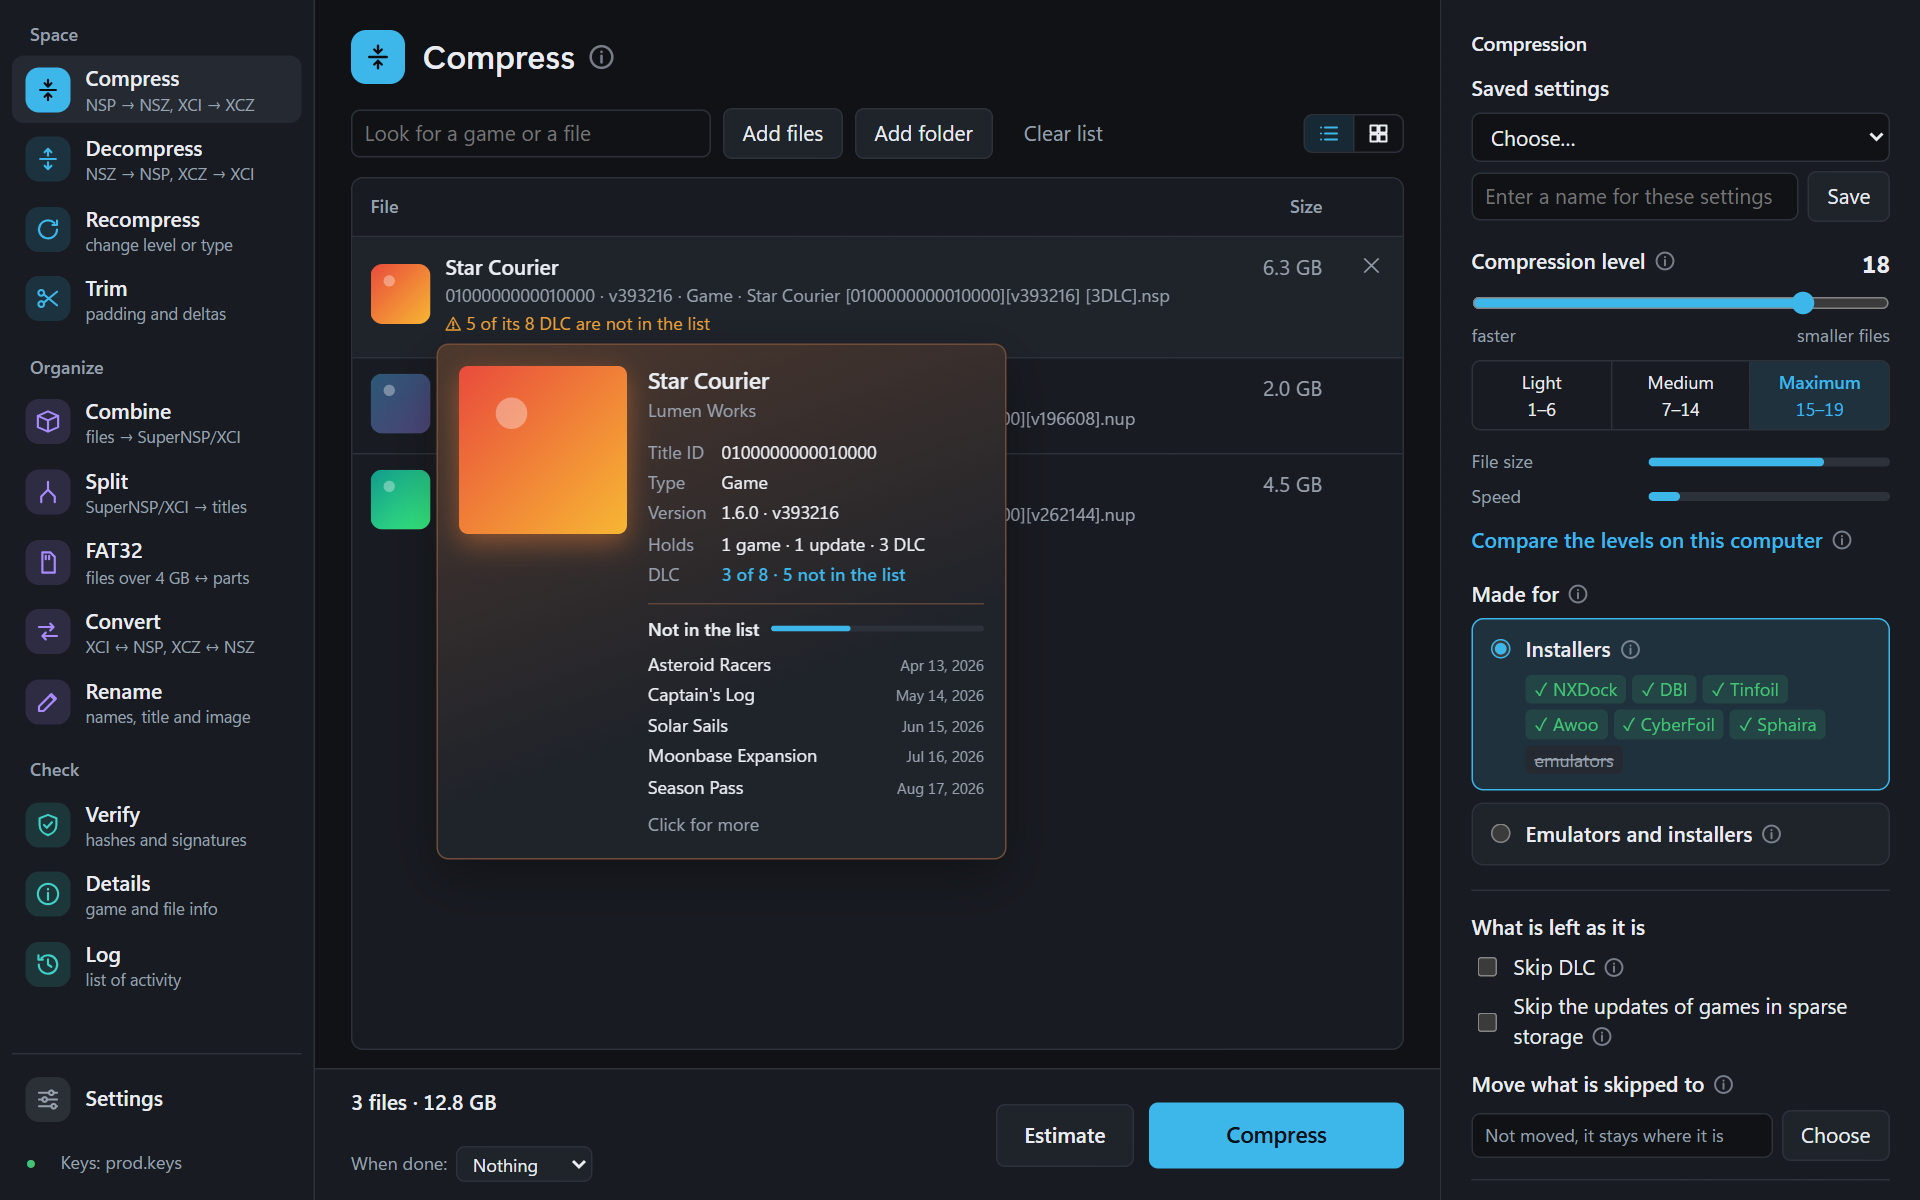 Space
Compress
NSP → NSZ, XCI → XCZ
Decompress
NSZ → NSP, XCZ → XCI
Recompress
change level or type
Trim
padding and deltas
Organize
Combine
files → SuperNSP/XCI
Split
SuperNSP/XCI → titles
FAT32
files over 4 GB ↔ parts
Convert
XCI ↔ NSP, XCZ ↔ NSZ
Rename
names, title and image
Check
Verify
hashes and signatures
Details
game and file info
Log
list of activity
Settings
Keys: prod.keys
Compress
Look for a game or a file
Add files
Add folder
Clear list
File Size
Star Courier 6.3 GB
0100000000010000 · v393216 · Game · Star Courier [0100000000010000][v393216] [3DLC].nsp
⚠ 5 of its 8 DLC are not in the list
2.0 GB
00][v196608].nup
4.5 GB
00][v262144].nup
Star Courier
Lumen Works
Title ID 0100000000010000
Type Game
Version 1.6.0 · v393216
Holds 1 game · 1 update · 3 DLC
DLC 3 of 8 · 5 not in the list
Not in the list
Asteroid Racers Apr 13, 2026
Captain's Log May 14, 2026
Solar Sails Jun 15, 2026
Moonbase Expansion Jul 16, 2026
Season Pass Aug 17, 2026
Click for more
3 files · 12.8 GB
When done: Nothing
Estimate
Compress
Compression
Saved settings
Choose...
Enter a name for these settings
Save
Compression level 18
faster smaller files
Light Medium Maximum
1–6 7–14 15–19
File size
Speed
Compare the levels on this computer
Made for
Installers
✓ NXDock ✓ DBI ✓ Tinfoil
✓ Awoo ✓ CyberFoil ✓ Sphaira
emulators
Emulators and installers
What is left as it is
Skip DLC
Skip the updates of games in sparse
storage
Move what is skipped to
Not moved, it stays where it is
Choose